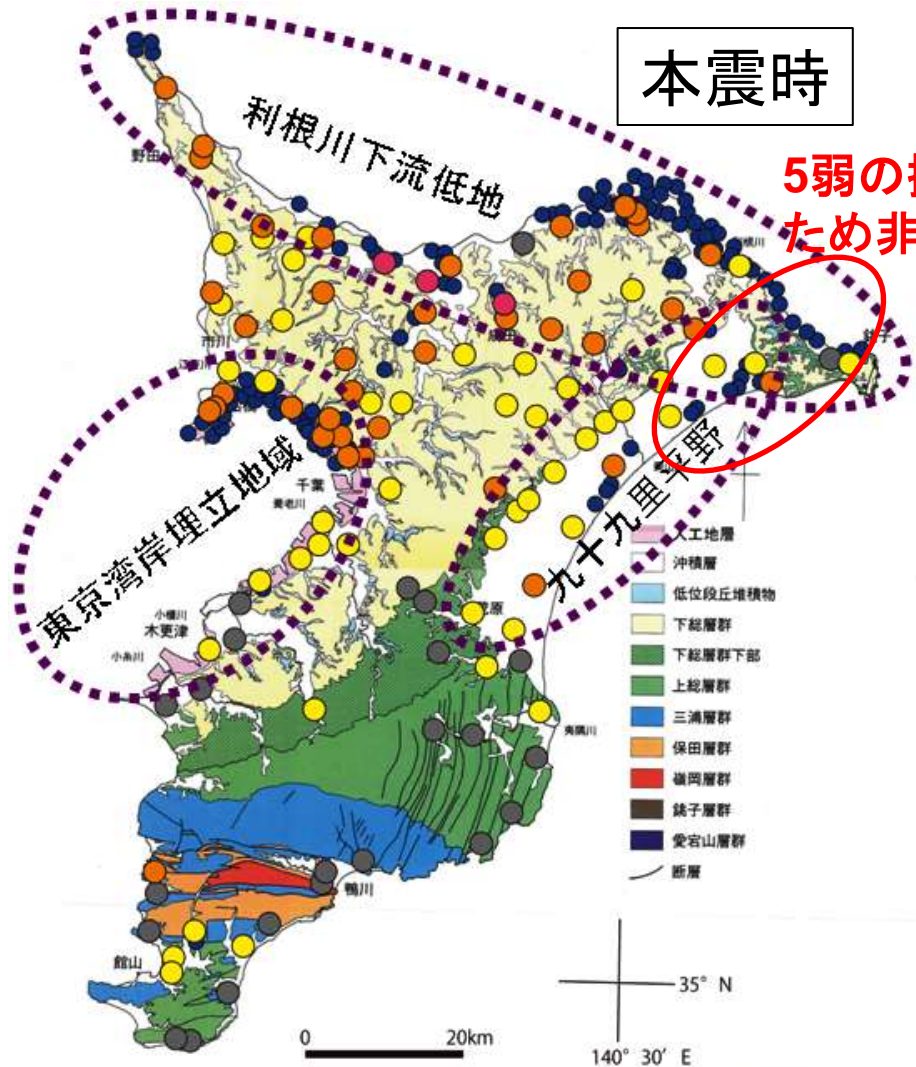 本震時
5弱の
ため非
利根川下流低地
東京湾岸埋立地域
九十九里平野
野田
市川
千葉
養老川
小櫃川
木更津
小糸川
夷隅川
鴨川
館山
人工地層
沖積層
低位段丘堆積物
下総層群
下総層群下部
上総層群
三浦層群
保田層群
嶺岡層群
銚子層群
愛宕山層群
断層
0 20km
35° N
140° 30′ E